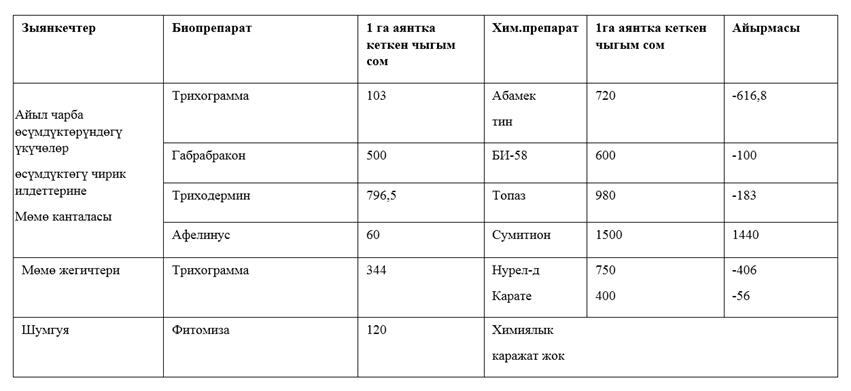 Зыянкечтер Биопрепарат 1 га аянтка кеткен чыгым сом Хим.препарат 1га аянтка кеткен чыгым сом Айырмасы
Айыл чарба
өсүмдүктөрүндөгү
үкүчөлөр
өсүмдүктөгү чирик
илдеттерине
Мөмө канталасы
Трихограмма 103 Абамек
тин
720 -616,8
Габрабракон 500 БИ-58 600 -100
Триходермин 796,5 Топаз 980 -183
Афелинус 60 Сумитион 1500 1440
Мөмө жегичтери Трихограмма 344 Нурел-д 750 -406
Карате 400 -56
Шумгуя Фитомиза 120 Химиялык
каражат жок